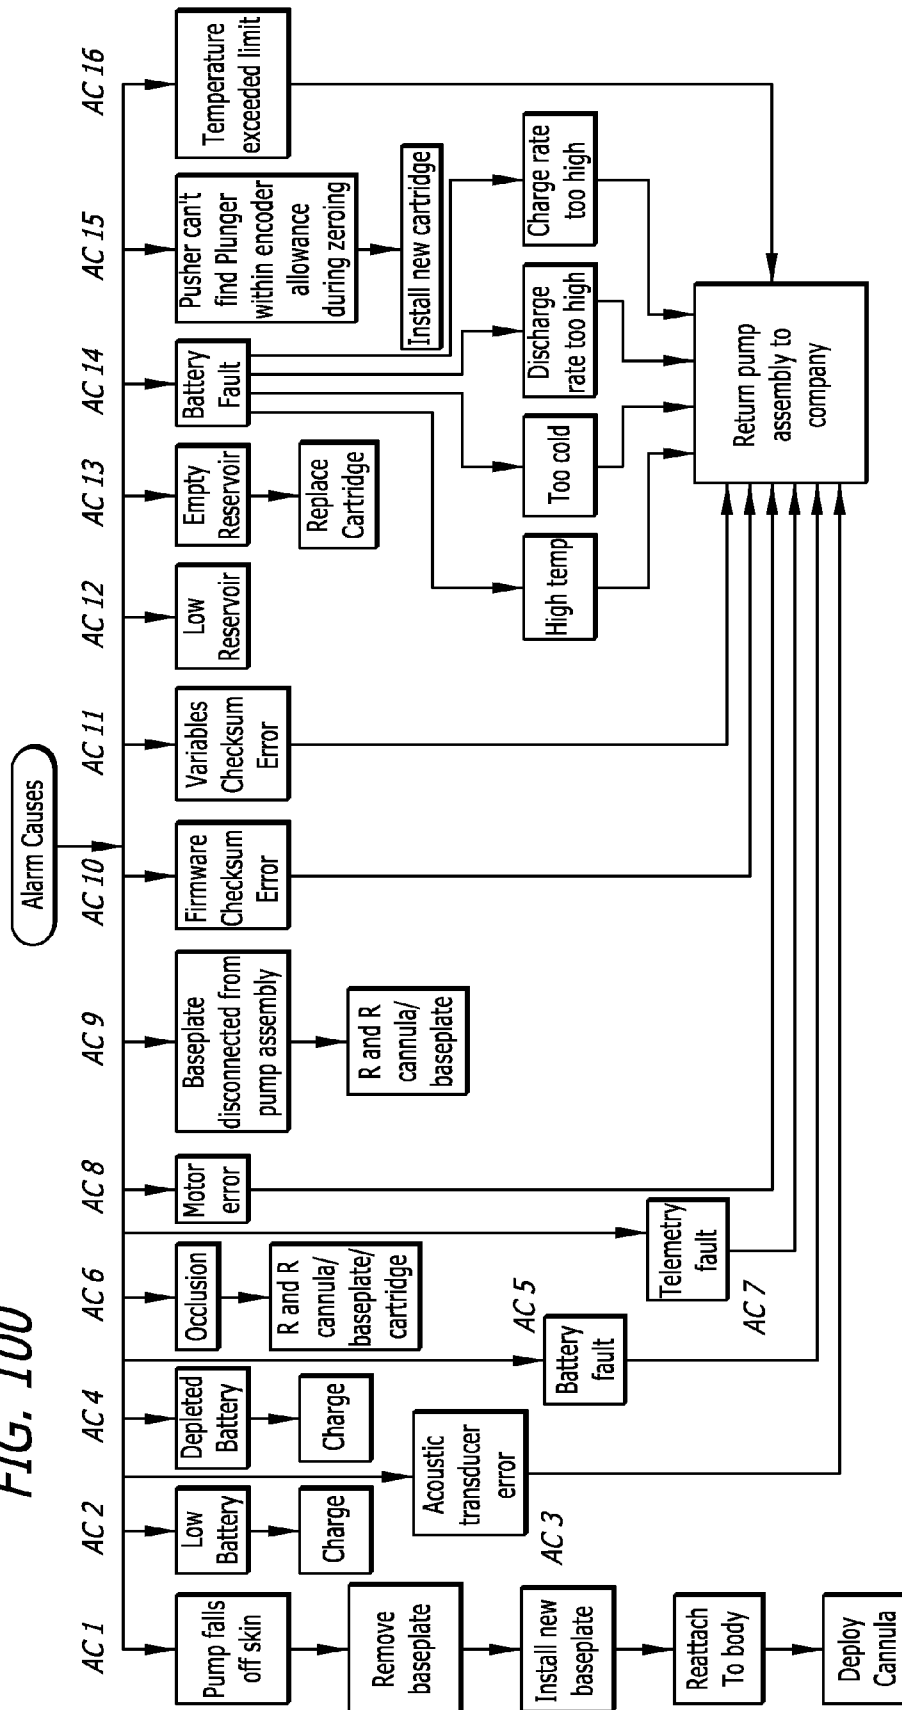 FIG. 100
Alarm Causes
AC 1
AC 2
AC 4
AC 6
AC 8
AC 9
AC 10
AC 11
AC 12
AC 13
AC 14
AC 15
AC 16
Pump falls
off skin
Remove
baseplate
Install new
baseplate
Reattach
To body
Deploy
Cannula
Low
Battery
Charge
Acoustic
transducer
error
AC 3
Depleted
Battery
Charge
Battery
fault
AC 5
Occlusion
R and R
cannula/
baseplate/
cartridge
Telemetry
fault
AC 7
Motor
error
Baseplate
disconnected from
pump assembly
R and R
cannula/
baseplate
Firmware
Checksum
Error
Variables
Checksum
Error
Low
Reservoir
Empty
Reservoir
Replace
Cartridge
Battery
Fault
High temp
Too cold
Discharge
rate too high
Charge rate
too high
Pusher can't
find Plunger
within encoder
allowance
during zeroing
Install new cartridge
Temperature
exceeded limit
Return pump
assembly to
company